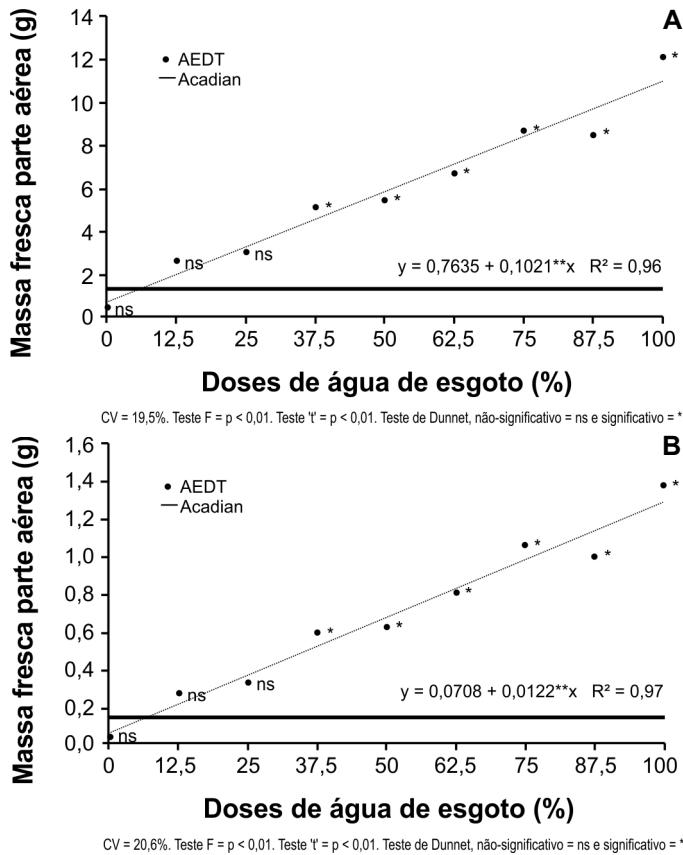 A
Massa fresca parte aérea (g)
14
12
10
8
6
4
2
0
AEDT
Acadian
ns
ns
ns
*
*
*
*
*
*
y = 0,7635 + 0,1021**x R² = 0,96
0 12,5 25 37,5 50 62,5 75 87,5 100
Doses de água de esgoto (%)
CV = 19,5%. Teste F = p < 0,01. Teste 't' = p < 0,01. Teste de Dunnet, não-significativo = ns e significativo = *
B
Massa fresca parte aérea (g)
1,6
1,4
1,2
1,0
0,8
0,6
0,4
0,2
0,0
AEDT
Acadian
ns
ns
ns
*
*
*
*
*
*
y = 0,0708 + 0,0122**x R² = 0,97
0 12,5 25 37,5 50 62,5 75 87,5 100
Doses de água de esgoto (%)
CV = 20,6%. Teste F = p < 0,01. Teste 't' = p < 0,01. Teste de Dunnet, não-significativo = ns e significativo = *